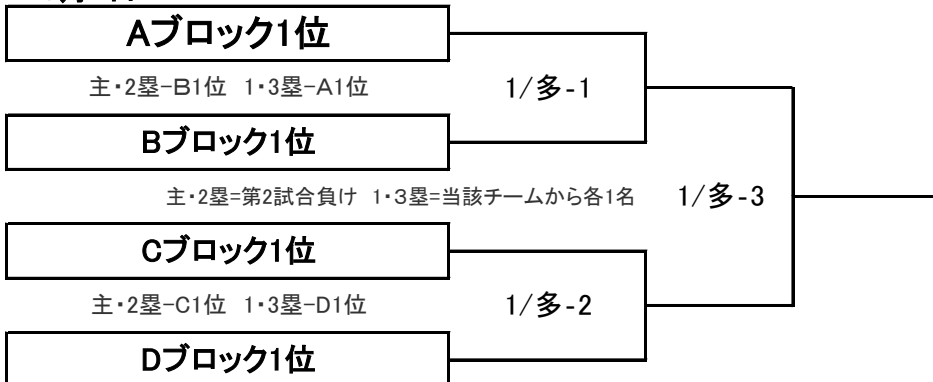 Aブロック1位
主・2塁-B1位 1・3塁-A1位
1/多-1
Bブロック1位
主・2塁=第2試合負け 1・3塁=当該チームから各1名
1/多-3
Cブロック1位
主・2塁-C1位 1・3塁-D1位
1/多-2
Dブロック1位